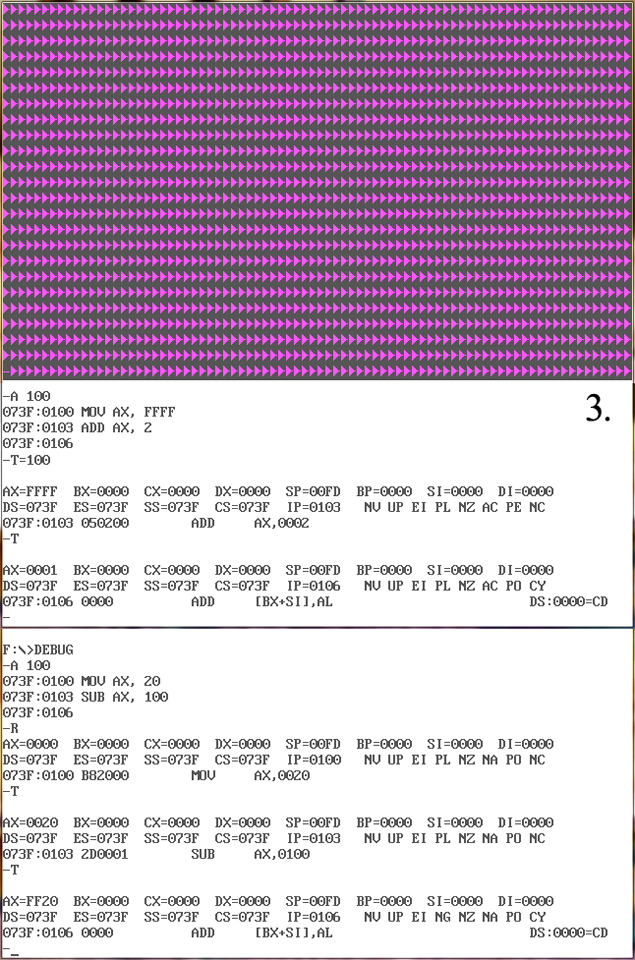 -A 100
3.
073F:0100 MOV AX, FFFF
073F:0103 ADD AX, 2
073F:0106
-T=100
AX=FFFF BX=0000 CX=0000 DX=0000 SP=00FD BP=0000 SI=0000 DI=0000
DS=073F ES=073F SS=073F CS=073F IP=0103 NV UP EI PL NZ AC PE NC
073F:0103 050200 ADD AX,0002
-T
AX=0001 BX=0000 CX=0000 DX=0000 SP=00FD BP=0000 SI=0000 DI=0000
DS=073F ES=073F SS=073F CS=073F IP=0106 NV UP EI PL NZ AC PO CY
073F:0106 0000 ADD [BX+SI],AL DS:0000=CD
-
F:\>DEBUG
-A 100
073F:0100 MOV AX, 20
073F:0103 SUB AX, 100
073F:0106
-R
AX=0000 BX=0000 CX=0000 DX=0000 SP=00FD BP=0000 SI=0000 DI=0000
DS=073F ES=073F SS=073F CS=073F IP=0100 NV UP EI PL NZ NA PO NC
073F:0100 B82000 MOV AX,0020
-T
AX=0020 BX=0000 CX=0000 DX=0000 SP=00FD BP=0000 SI=0000 DI=0000
DS=073F ES=073F SS=073F CS=073F IP=0103 NV UP EI PL NZ NA PO NC
073F:0103 2D0001 SUB AX,0100
-T
AX=FF20 BX=0000 CX=0000 DX=0000 SP=00FD BP=0000 SI=0000 DI=0000
DS=073F ES=073F SS=073F CS=073F IP=0106 NV UP EI NG NZ NA PO CY
073F:0106 0000 ADD [BX+SI],AL DS:0000=CD
-_